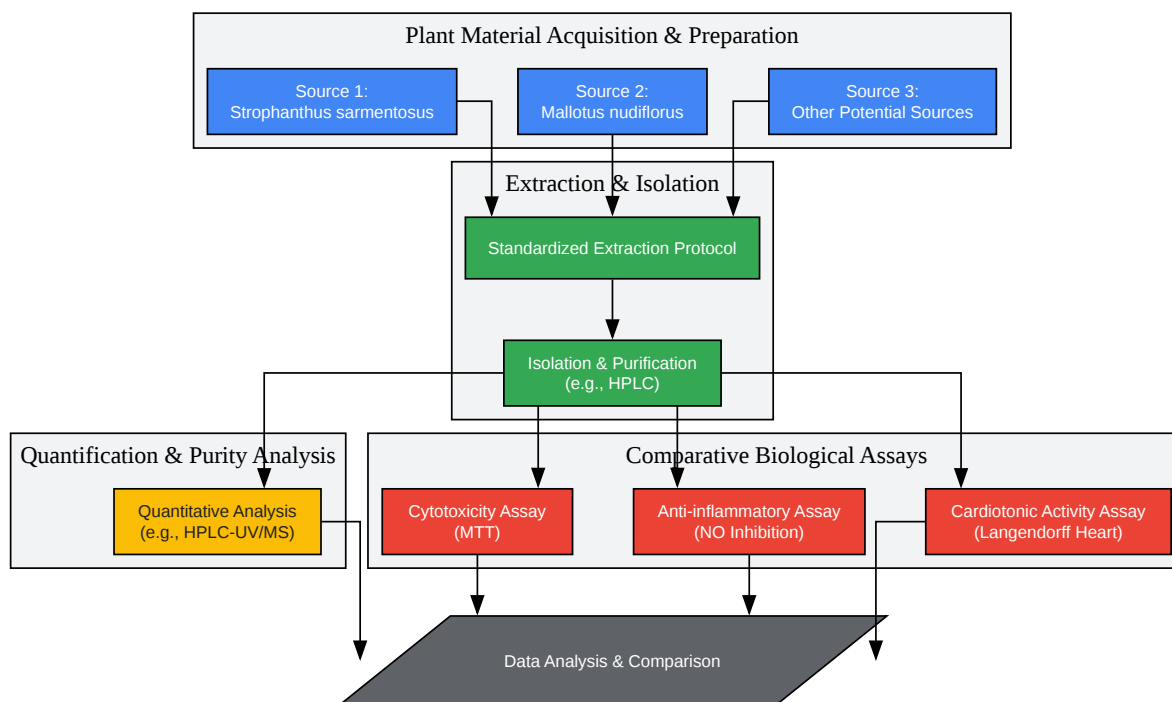 Plant Material Acquisition & Preparation
Source 1:
Strophanthus sarmentosus
Source 2:
Mallotus nudiflorus
Source 3:
Other Potential Sources
Extraction & Isolation
Standardized Extraction Protocol
Isolation & Purification
(e.g., HPLC)
Quantification & Purity Analysis
Quantitative Analysis
(e.g., HPLC-UV/MS)
Comparative Biological Assays
Cytotoxicity Assay
(MTT)
Anti-inflammatory Assay
(NO Inhibition)
Cardiotonic Activity Assay
(Langendorff Heart)
Data Analysis & Comparison